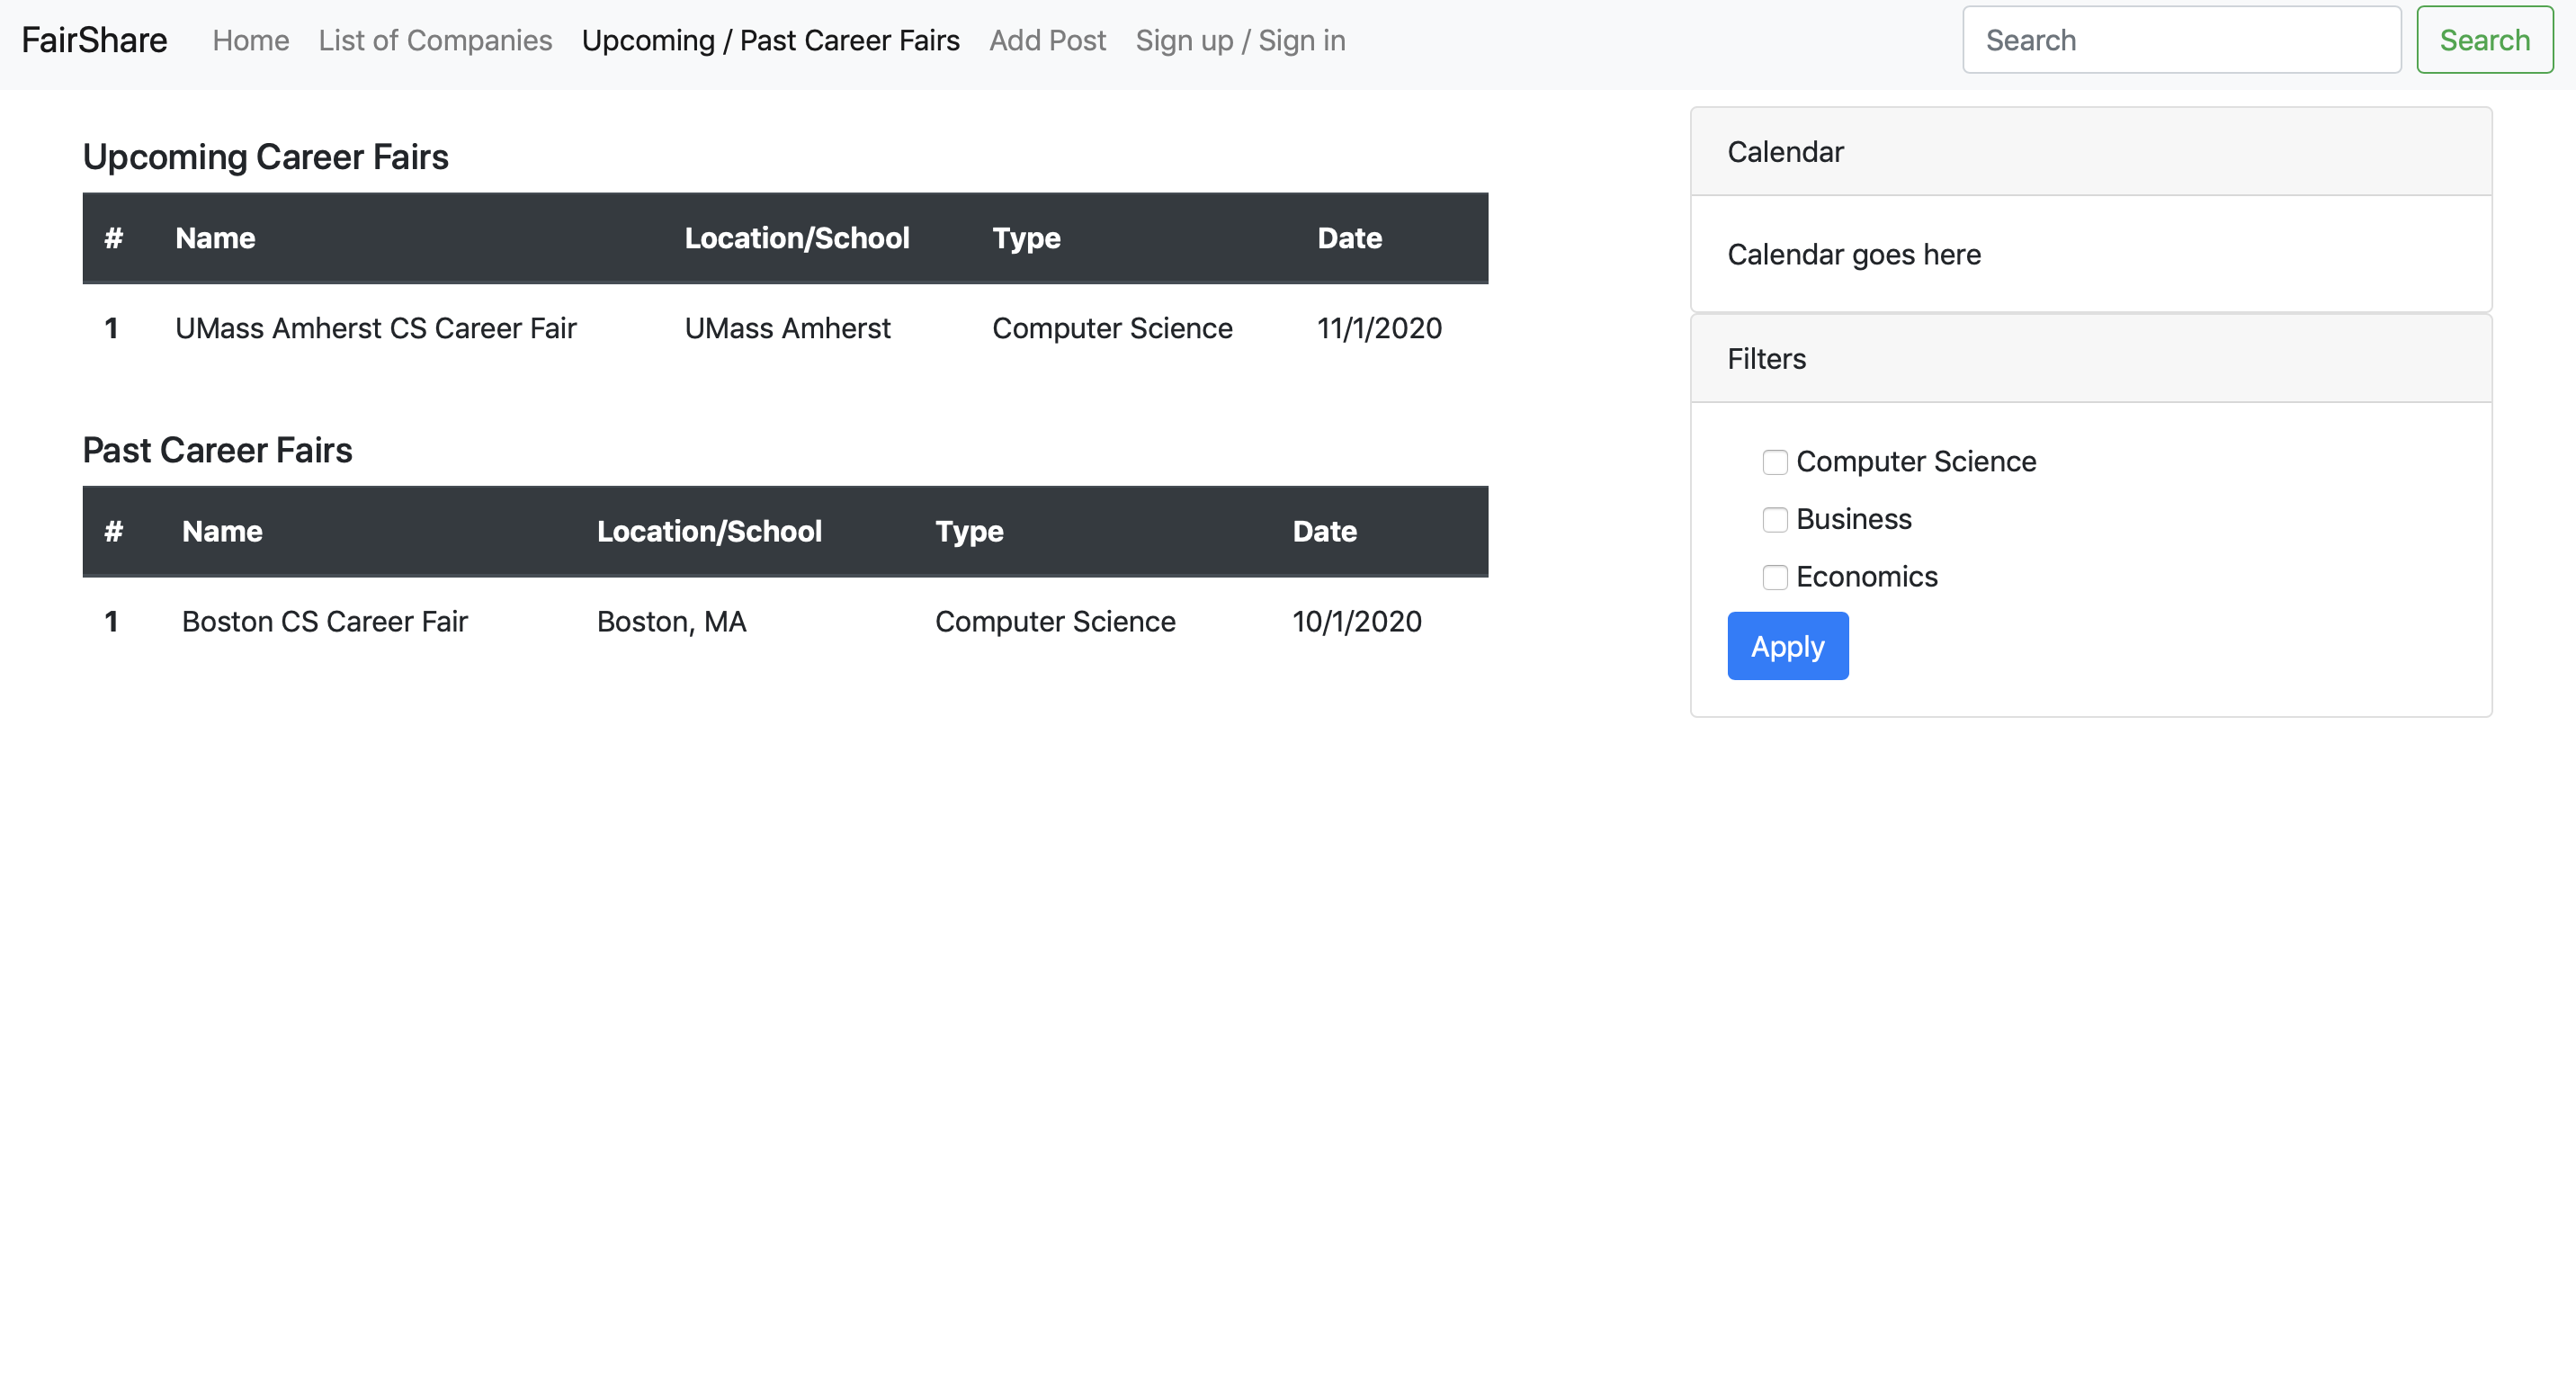 FairShare Home List of Companies Upcoming / Past Career Fairs Add Post Sign up / Sign in Search Search
Upcoming Career Fairs
# Name Location/School Type Date
1 UMass Amherst CS Career Fair UMass Amherst Computer Science 11/1/2020
Past Career Fairs
# Name Location/School Type Date
1 Boston CS Career Fair Boston, MA Computer Science 10/1/2020
Calendar
Calendar goes here
Filters
Computer Science
Business
Economics
Apply